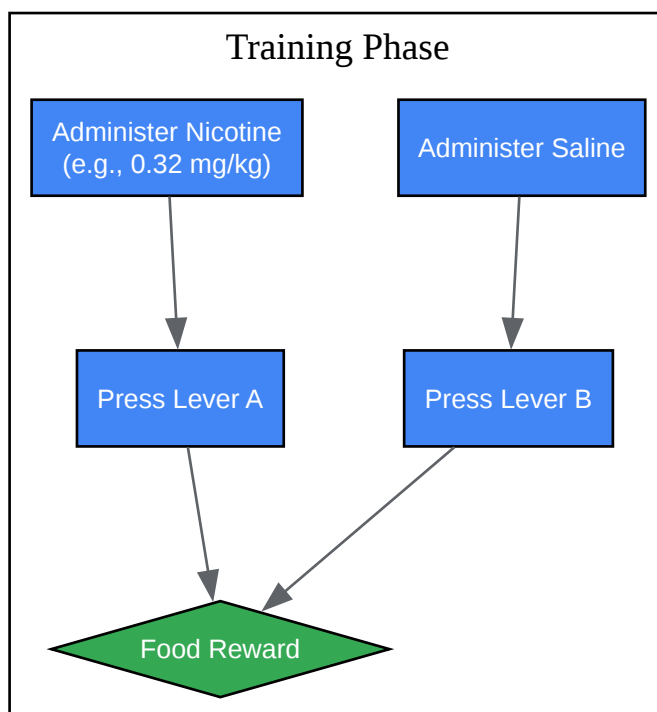 Training Phase
Administer Nicotine
(e.g., 0.32 mg/kg)
Administer Saline
Press Lever A
Press Lever B
Food Reward